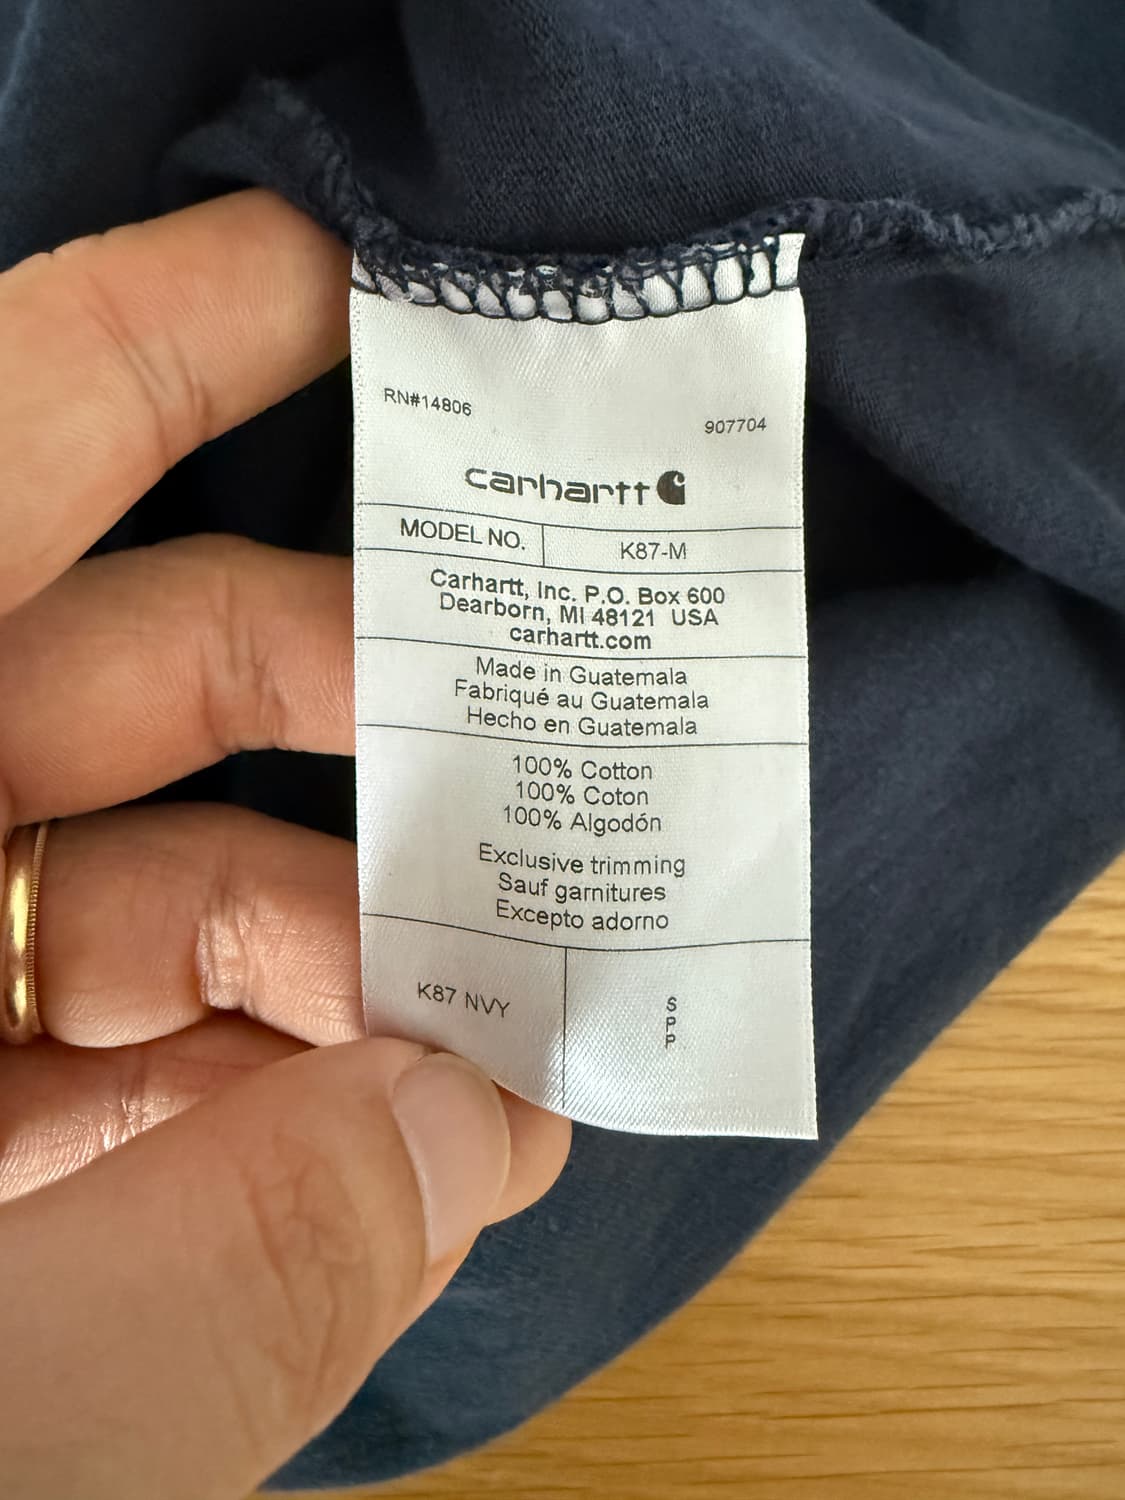 RN#14806
907704
carhartt
MODEL NO. K87-M
Carhartt, Inc. P.O. Box 600
Dearborn, MI 48121 USA
carhartt.com
Made in Guatemala
Fabriqué au Guatemala
Hecho en Guatemala
100% Cotton
100% Coton
100% Algodón
Exclusive trimming
Sauf garnitures
Excepto adorno
K87 NVY
S
P
P